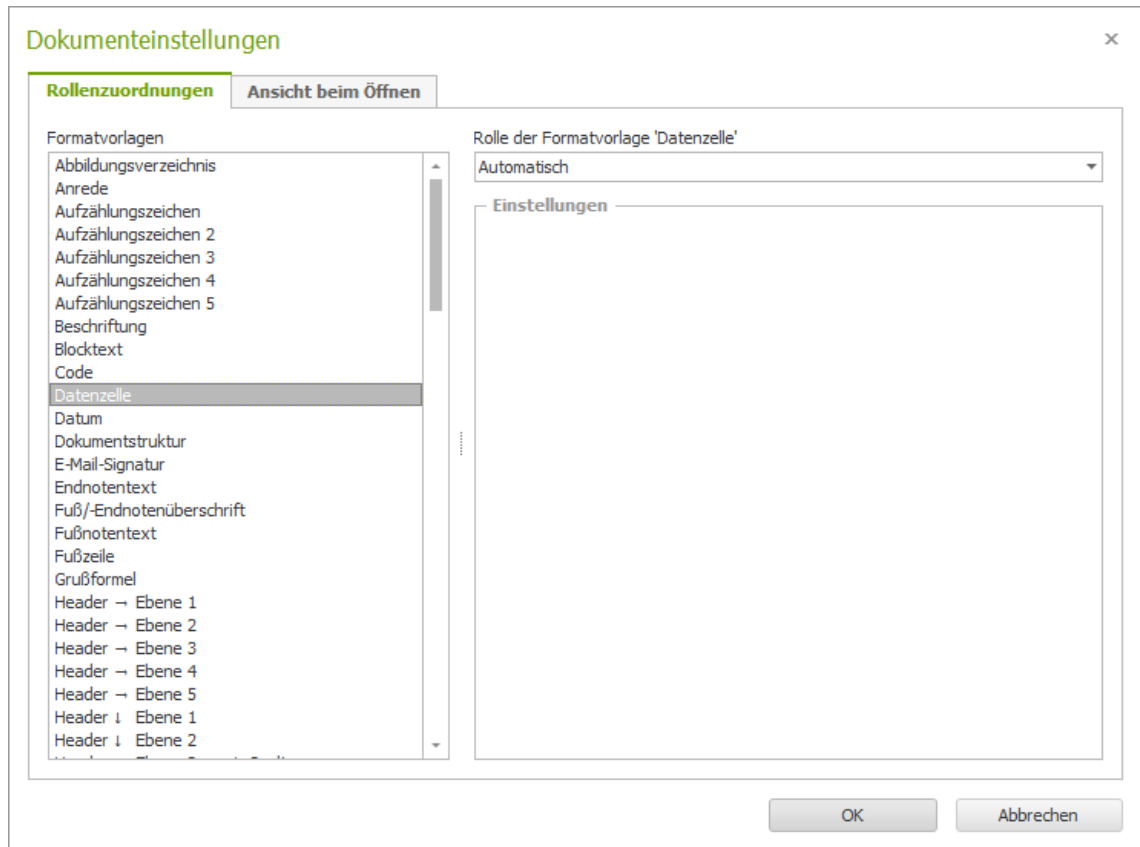 Dokumenteinstellungen
Rollenzuordnungen
Ansicht beim Öffnen
Formatvorlagen
Abbildungsverzeichnis
Anrede
Aufzählungszeichen
Aufzählungszeichen 2
Aufzählungszeichen 3
Aufzählungszeichen 4
Aufzählungszeichen 5
Beschriftung
Blocktext
Code
Datenzelle
Datum
Dokumentstruktur
E-Mail-Signatur
Endnotentext
Fuß/-Endnotenüberschrift
Fußnotentext
Fußzeile
Grußformel
Header → Ebene 1
Header → Ebene 2
Header → Ebene 3
Header → Ebene 4
Header → Ebene 5
Header ↓ Ebene 1
Header ↓ Ebene 2
Rolle der Formatvorlage 'Datenzelle'
Automatisch
Einstellungen
OK
Abbrechen